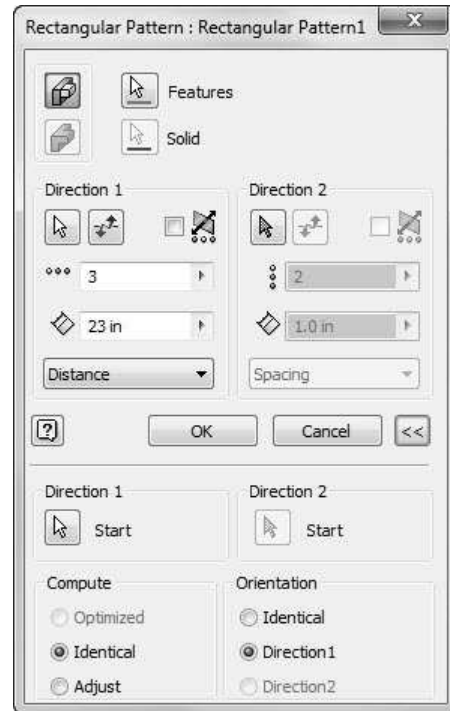 Rectangular Pattern : Rectangular Pattern1
Features
Solid
Direction 1
Direction 2
3
2
23 in
1.0 in
Distance
Spacing
OK
Cancel
<<
Direction 1
Direction 2
Start
Start
Compute
Orientation
Optimized
Identical
Identical
Direction1
Adjust
Direction2